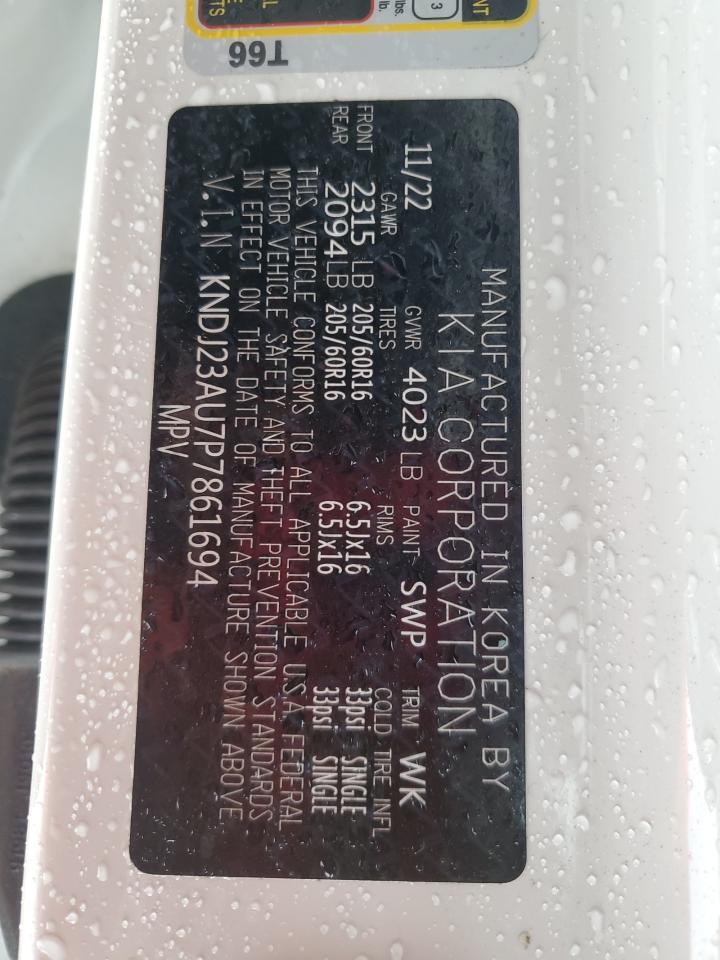 T66
MANUFACTURED IN KOREA BY
KIA CORPORATION
11/22 GVWR 4023 LB PAINT SWP TRIM WK
GAWR TIRES RIMS COLD TIRE INFL
FRONT 2315 LB 205/60R16 6.5Jx16 33psi SINGLE
REAR 2094 LB 205/60R16 6.5Jx16 33psi SINGLE
THIS VEHICLE CONFORMS TO ALL APPLICABLE U.S.A. FEDERAL
MOTOR VEHICLE SAFETY AND THEFT PREVENTION STANDARDS
IN EFFECT ON THE DATE OF MANUFACTURE SHOWN ABOVE
V.I.N KNDJ23AU7P7861694
MPV